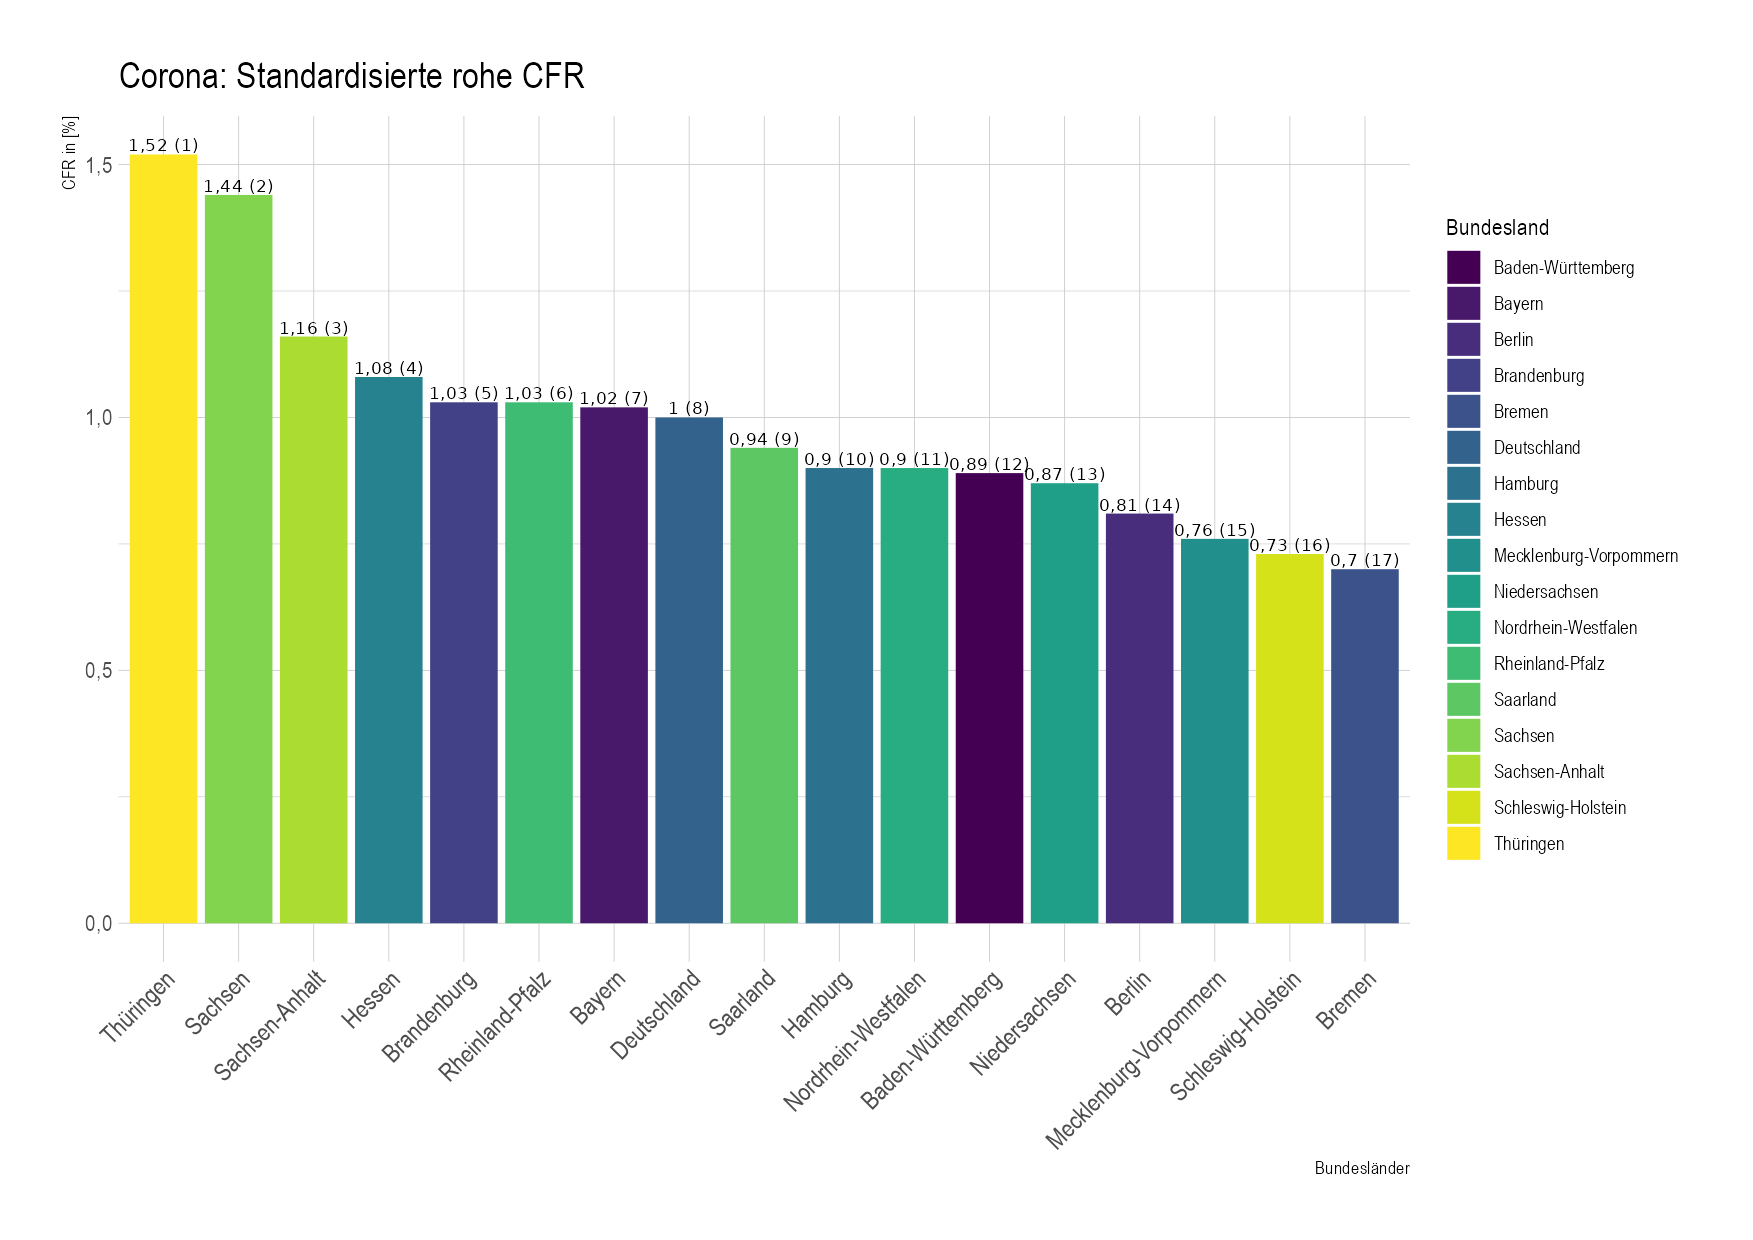 Corona: Standardisierte rohe CFR
CFR in [%]
1,5
1,0
0,5
0,0
1,52 (1)
1,44 (2)
1,16 (3)
1,08 (4)
1,03 (5)
1,03 (6)
1,02 (7)
1 (8)
0,94 (9)
0,9 (10)
0,9 (11)
0,89 (12)
0,87 (13)
0,81 (14)
0,76 (15)
0,73 (16)
0,7 (17)
Thüringen
Sachsen
Sachsen-Anhalt
Hessen
Brandenburg
Rheinland-Pfalz
Bayern
Deutschland
Saarland
Hamburg
Nordrhein-Westfalen
Baden-Württemberg
Niedersachsen
Berlin
Mecklenburg-Vorpommern
Schleswig-Holstein
Bremen
Bundesländer
Bundesland
Baden-Württemberg
Bayern
Berlin
Brandenburg
Bremen
Deutschland
Hamburg
Hessen
Mecklenburg-Vorpommern
Niedersachsen
Nordrhein-Westfalen
Rheinland-Pfalz
Saarland
Sachsen
Sachsen-Anhalt
Schleswig-Holstein
Thüringen